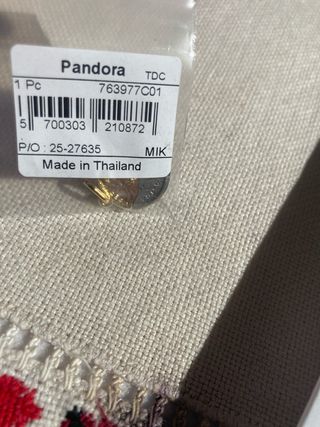 Pandora TDC
1 Pc 763977C01
5 700303 210872
P/O : 25-27635 MIK
Made in Thailand